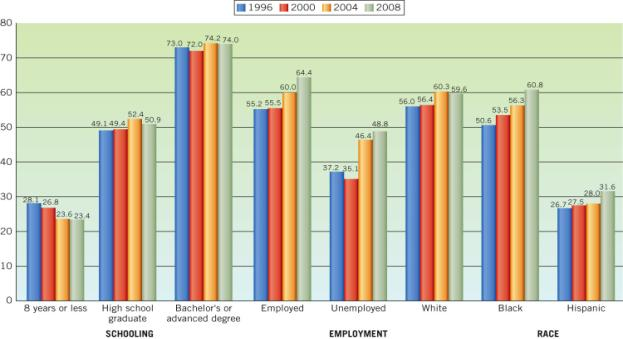 1996 2000 2004 2008
80
70
60
50
40
30
20
10
0
28.1 26.8 23.6 23.4
49.1 49.4 52.4 50.9
73.0 72.0 74.2 74.0
55.2 55.5 60.0 64.4
37.2 35.1 46.4 48.8
56.0 56.4 60.3 59.6
50.6 53.5 56.3 60.8
26.7 27.5 28.0 31.6
8 years or less
High school
graduate
Bachelor's or
advanced degree
Employed
Unemployed
White
Black
Hispanic
SCHOOLING
EMPLOYMENT
RACE